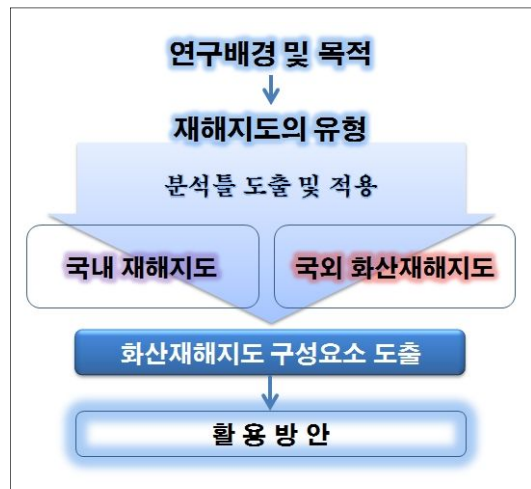 연구배경 및 목적
재해지도의 유형
분석틀 도출 및 적용
국내 재해지도
국외 화산재해지도
화산재해지도 구성요소 도출
활 용 방 안